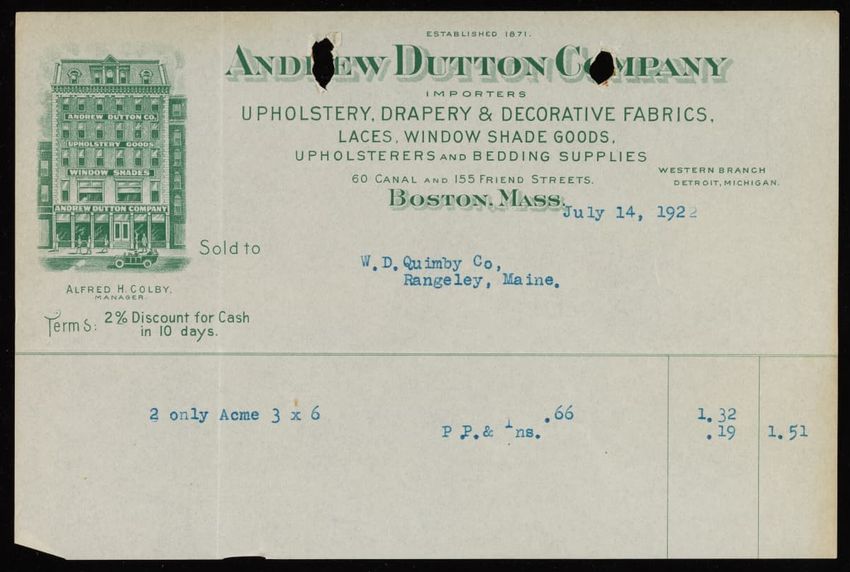 ESTABLISHED 1871.
ANDREW DUTTON COMPANY
IMPORTERS
UPHOLSTERY, DRAPERY & DECORATIVE FABRICS,
LACES, WINDOW SHADE GOODS,
UPHOLSTERERS AND BEDDING SUPPLIES
60 CANAL AND 155 FRIEND STREETS.
WESTERN BRANCH
DETROIT, MICHIGAN.
BOSTON, MASS.
July 14, 1922
ANDREW DUTTON CO.
UPHOLSTERY GOODS
WINDOW SHADES
ANDREW DUTTON COMPANY
Sold to
W.D. Quimby Co,
Rangeley, Maine.
ALFRED H. COLBY,
MANAGER.
Terms: 2% Discount for Cash
in 10 days.
2 only Acme 3 x 6 .66 1.32
P P.& Ins. .19 1.51